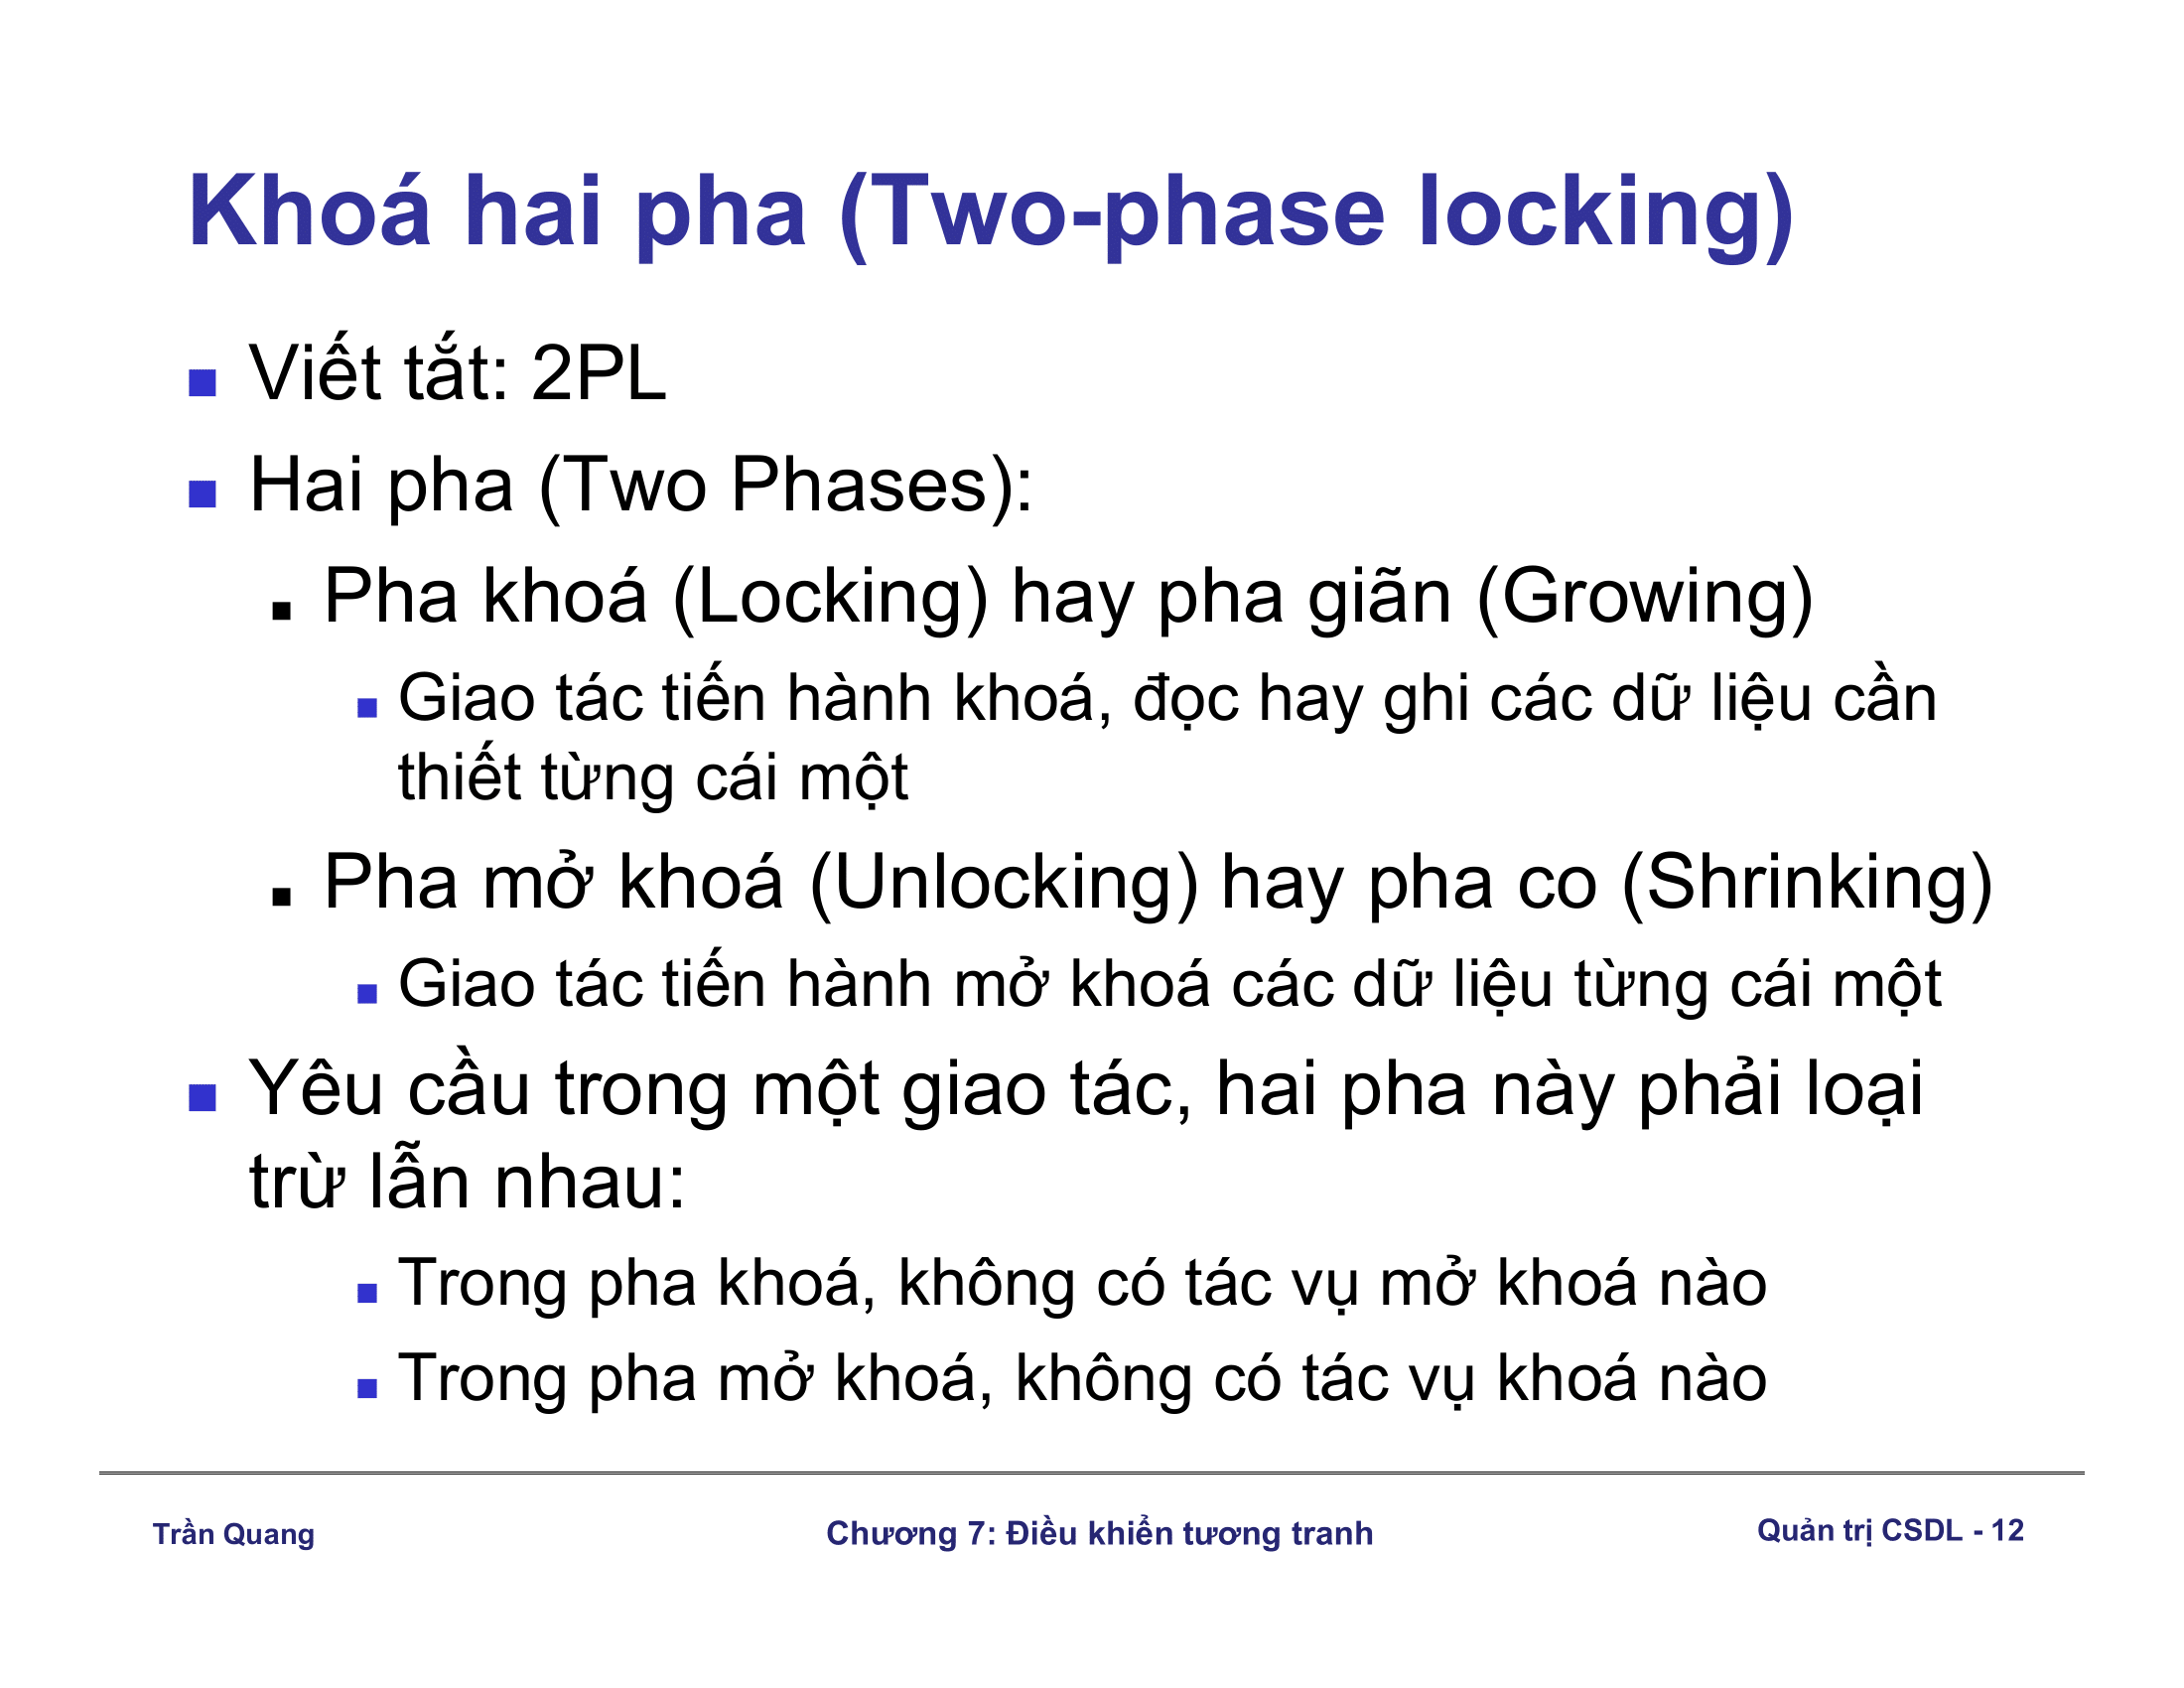 Khoá hai pha (Two-phase locking)
Viết tắt: 2PL
Hai pha (Two Phases):
Pha khoá (Locking) hay pha giãn (Growing)
Giao tác tiến hành khoá, đọc hay ghi các dữ liệu cần
thiết từng cái một
Pha mở khoá (Unlocking) hay pha co (Shrinking)
Giao tác tiến hành mở khoá các dữ liệu từng cái một
Yêu cầu trong một giao tác, hai pha này phải loại
trừ lẫn nhau:
Trong pha khoá, không có tác vụ mở khoá nào
Trong pha mở khoá, không có tác vụ khoá nào
Trần Quang
Chương 7: Điều khiển tương tranh
Quản trị CSDL - 12